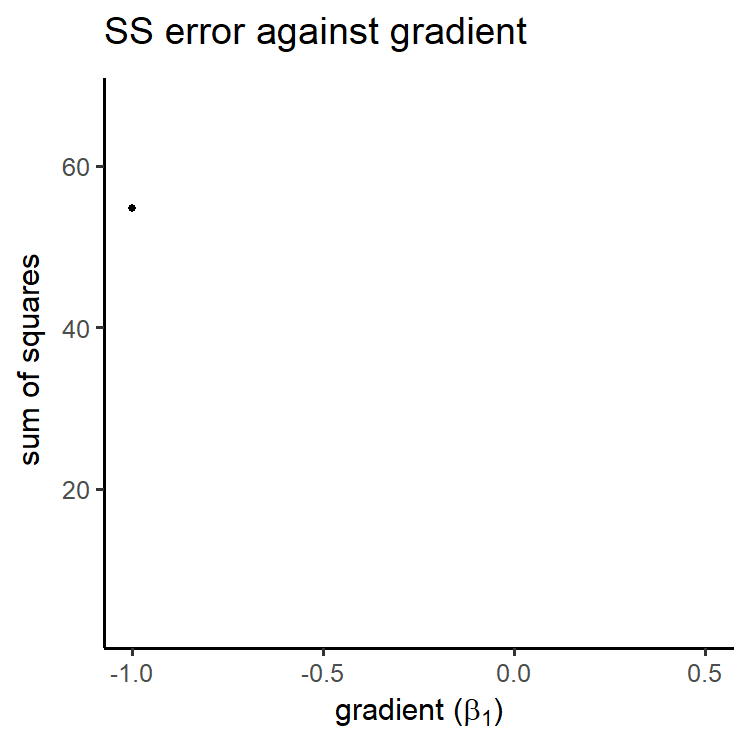 SS error against gradient
60
40
20
sum of squares
-1.0 -0.5 0.0 0.5
gradient (β₁)